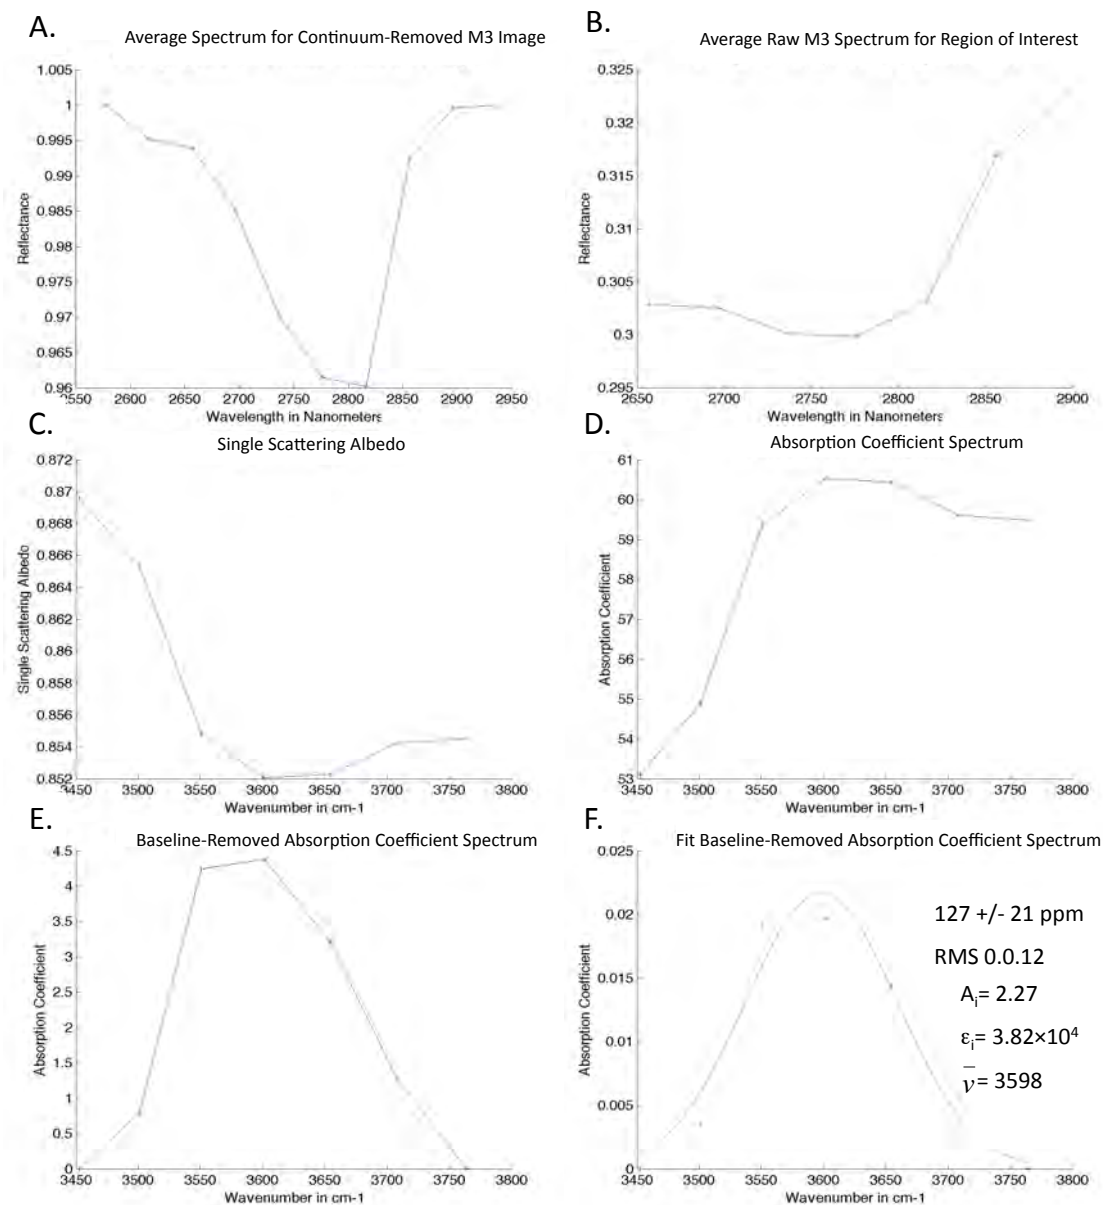 A.
Average Spectrum for Continuum-Removed M3 Image
1.005
1
0.995
0.99
0.985
0.98
0.975
0.97
0.965
0.96
Reflectance
2550 2600 2650 2700 2750 2800 2850 2900 2950
Wavelength in Nanometers
B.
Average Raw M3 Spectrum for Region of Interest
0.325
0.32
0.315
0.31
0.305
0.3
0.295
Reflectance
2650 2700 2750 2800 2850 2900
Wavelength in Nanometers
C.
Single Scattering Albedo
0.872
0.87
0.868
0.866
0.864
0.862
0.86
0.858
0.856
0.854
0.852
Single Scattering Albedo
3450 3500 3550 3600 3650 3700 3750 3800
Wavenumber in cm-1
D.
Absorption Coefficient Spectrum
61
60
59
58
57
56
55
54
53
Absorption Coefficient
3450 3500 3550 3600 3650 3700 3750 3800
Wavenumber in cm-1
E.
Baseline-Removed Absorption Coefficient Spectrum
4.5
4
3.5
3
2.5
2
1.5
1
0.5
0
Absorption Coefficient
3450 3500 3550 3600 3650 3700 3750 3800
Wavenumber in cm-1
F.
Fit Baseline-Removed Absorption Coefficient Spectrum
0.025
0.02
0.015
0.01
0.005
0
Absorption Coefficient
127 +/- 21 ppm
RMS 0.0.12
Aᵢ= 2.27
εᵢ= 3.82×10⁴
ν̅= 3598
3450 3500 3550 3600 3650 3700 3750 3800
Wavenumber in cm-1